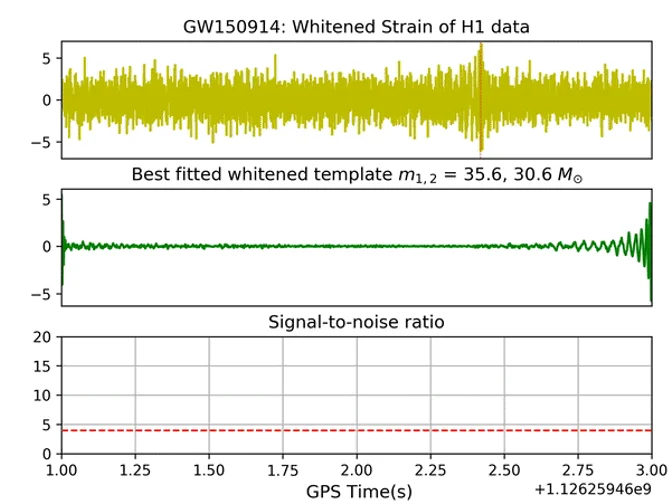 GW150914: Whitened Strain of H1 data
5
0
−5
Best fitted whitened template m1, 2 = 35.6, 30.6 M⊙
5
0
−5
Signal-to-noise ratio
20
15
10
5
0
1.00 1.25 1.50 1.75 2.00 2.25 2.50 2.75 3.00
GPS Time(s)
+1.12625946e9